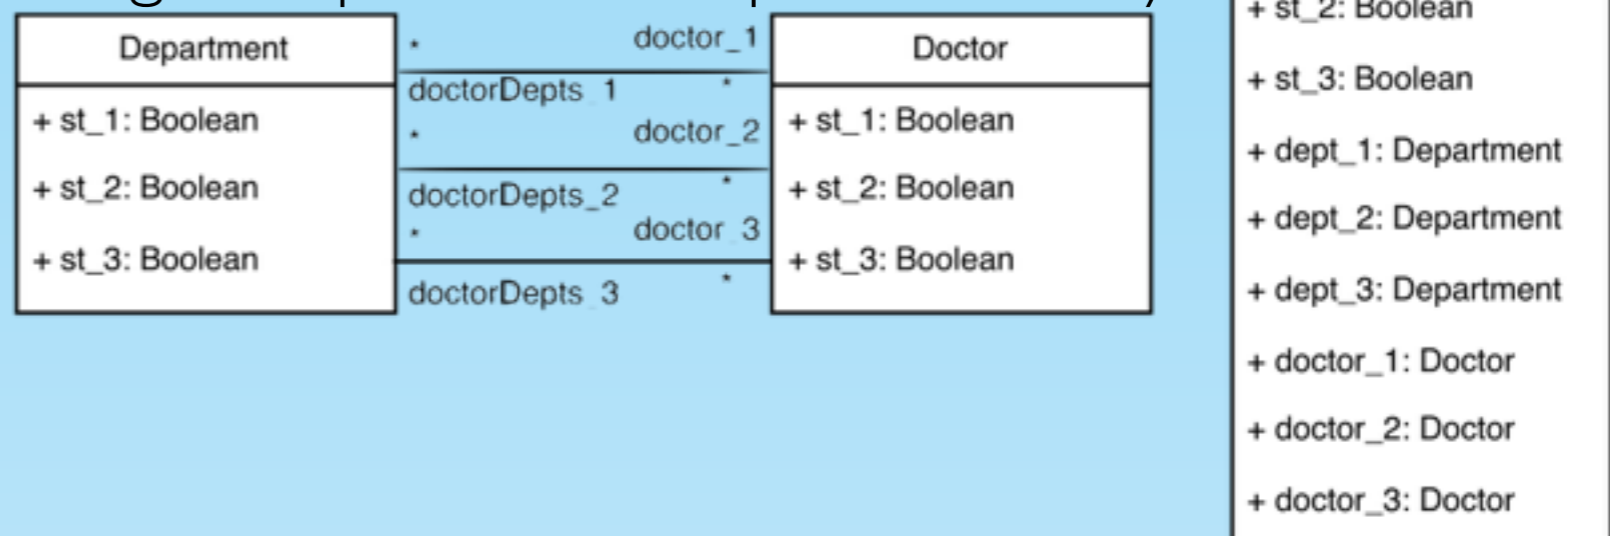 Department
+ st_1: Boolean
+ st_2: Boolean
+ st_3: Boolean
* doctor_1
doctorDepts_1 *
* doctor_2
doctorDepts_2 *
* doctor_3
doctorDepts_3 *
Doctor
+ st_1: Boolean
+ st_2: Boolean
+ st_3: Boolean
+ st_2: Boolean
+ st_3: Boolean
+ dept_1: Department
+ dept_2: Department
+ dept_3: Department
+ doctor_1: Doctor
+ doctor_2: Doctor
+ doctor_3: Doctor